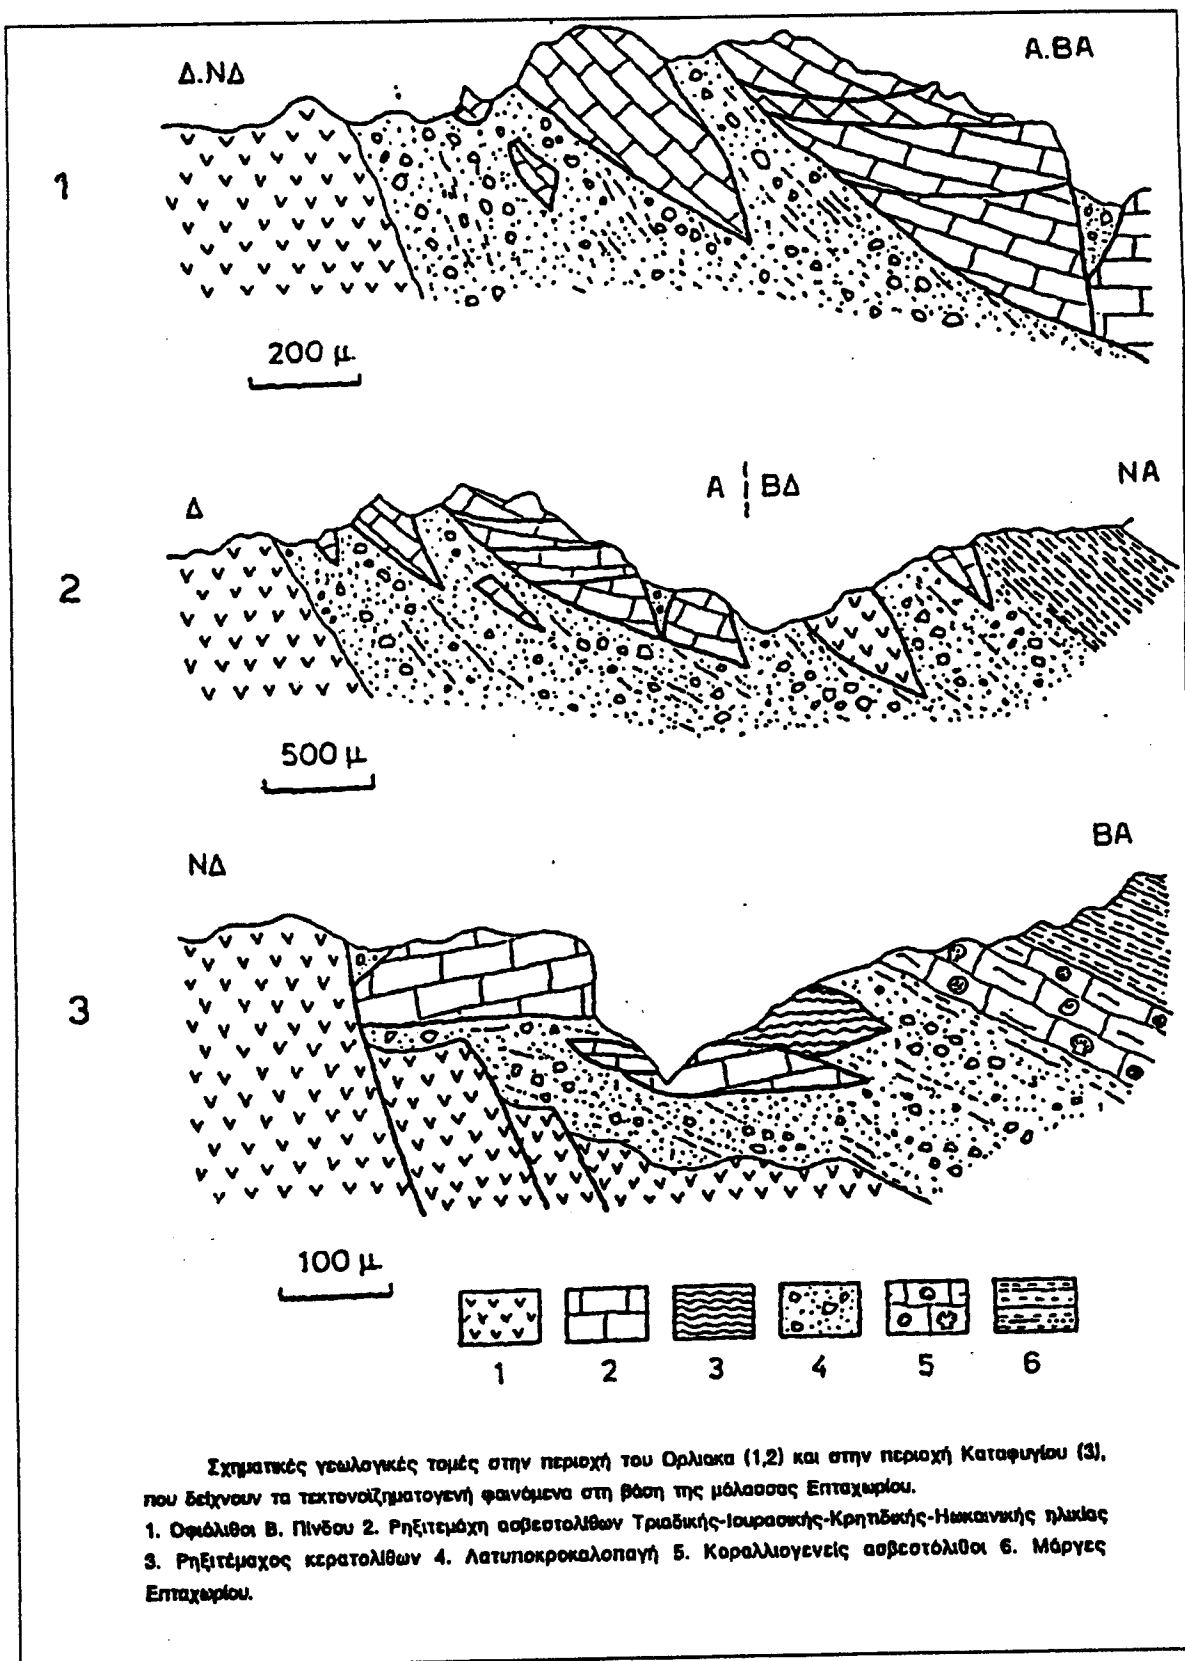 Δ.ΝΔ
Α.ΒΑ
1
200 μ.
Δ
Α ¦ ΒΔ
ΝΑ
2
500 μ
ΝΔ
ΒΑ
3
100 μ.
1 2 3 4 5 6
Σχηματικές γεωλογικές τομές στην περιοχή του Ορλιακα (1,2) και στην περιοχή Καταφυγίου (3),
που δείχνουν τα τεκτονοϊζηματογενή φαινόμενα στη βάση της μόλασσας Επταχωρίου.
1. Οφιόλιθοι Β. Πίνδου 2. Ρηξιτεμάχη ασβεστολίθων Τριαδικής-Ιουρασικής-Κρητιδικής-Ηωκαινικής ηλικίας
3. Ρηξιτέμαχος κερατολίθων 4. Λατυποκροκαλοπαγή 5. Κοραλλιογενείς ασβεστόλιθοι 6. Μάργες
Επταχωρίου.